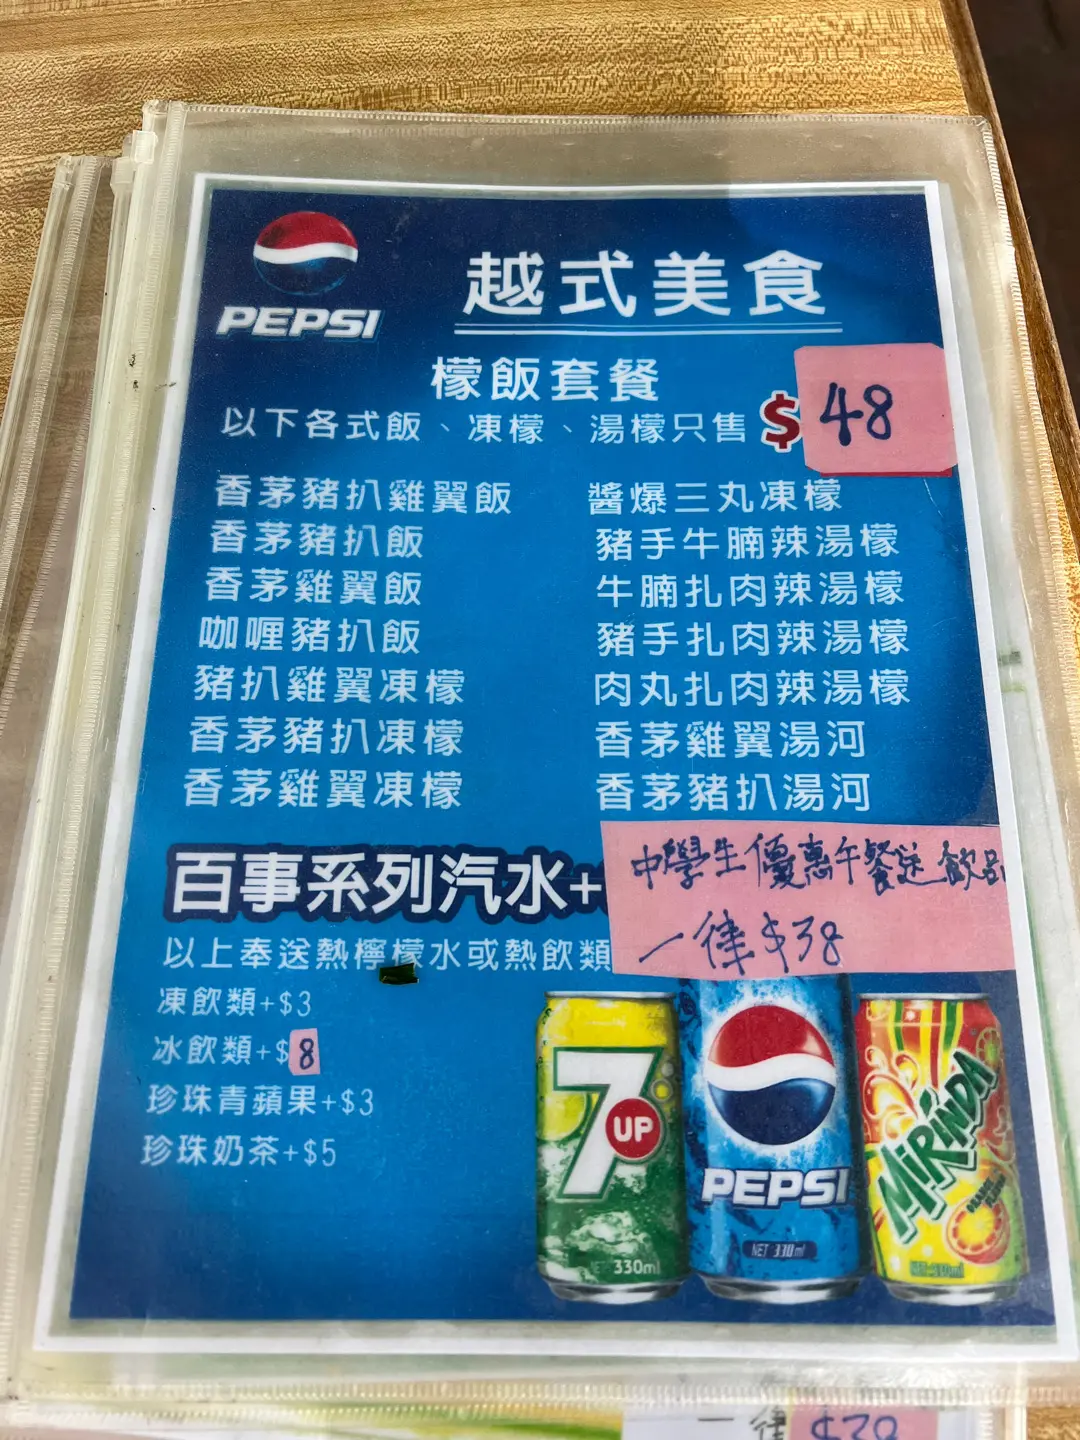 PEPSI
越式美食
檬飯套餐
以下各式飯、凍檬、湯檬只售 $48
香茅豬扒雞翼飯
香茅豬扒飯
香茅雞翼飯
咖喱豬扒飯
豬扒雞翼凍檬
香茅豬扒凍檬
香茅雞翼凍檬
醬爆三丸凍檬
豬手牛腩辣湯檬
牛腩扎肉辣湯檬
豬手扎肉辣湯檬
肉丸扎肉辣湯檬
香茅雞翼湯河
香茅豬扒湯河
中學生優惠午餐送飲品
一律$38
百事系列汽水+
以上奉送熱檸檬水或熱飲類
凍飲類+$3
冰飲類+$8
珍珠青蘋果+$3
珍珠奶茶+$5
7UP
NET 330ml
PEPSI
NET 330ml
MIRINDA
一律 $38